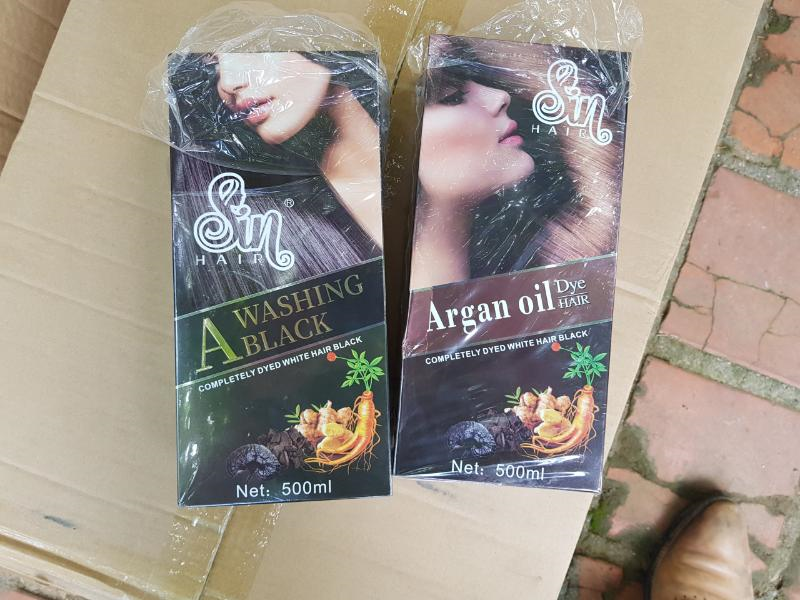 Sin
HAIR
®
A WASHING
BLACK
COMPLETELY DYED WHITE HAIR BLACK
Net: 500ml
Sin
HAIR
Argan oil Dye
HAIR
COMPLETELY DYED WHITE HAIR BLACK
Net: 500ml